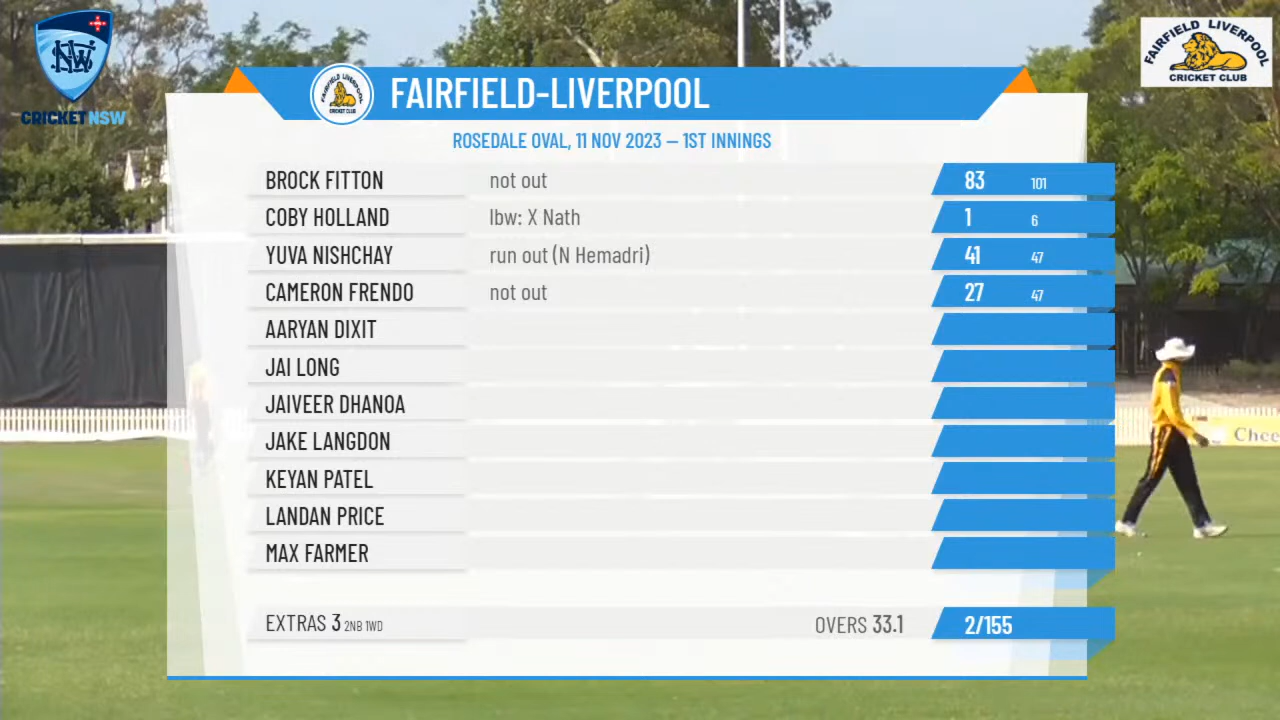 CRICKET NSW
FAIRFIELD LIVERPOOL
CRICKET CLUB
FAIRFIELD LIVERPOOL
CRICKET CLUB
FAIRFIELD-LIVERPOOL
ROSEDALE OVAL, 11 NOV 2023 – 1ST INNINGS
BROCK FITTON not out 83 101
COBY HOLLAND lbw: X Nath 1 6
YUVA NISHCHAY run out (N Hemadri) 41 47
CAMERON FRENDO not out 27 47
AARYAN DIXIT
JAI LONG
JAIVEER DHANOA
JAKE LANGDON
KEYAN PATEL
LANDAN PRICE
MAX FARMER
EXTRAS 3 2NB 1WD OVERS 33.1 2/155
Chee